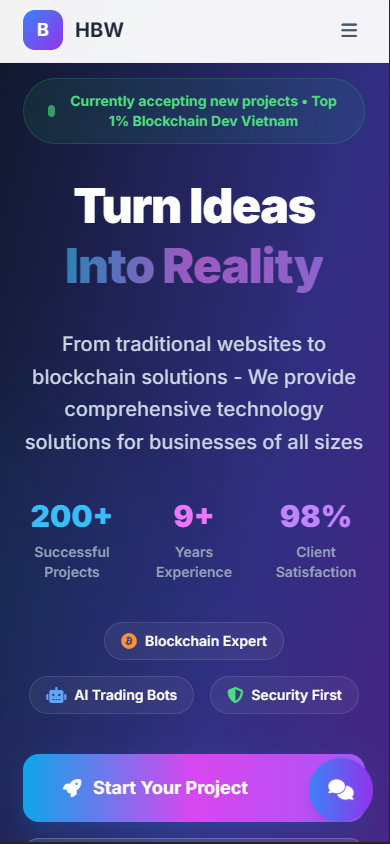 B
HBW
Currently accepting new projects • Top
1% Blockchain Dev Vietnam
Turn Ideas
Into Reality
From traditional websites to
blockchain solutions - We provide
comprehensive technology
solutions for businesses of all sizes
200+
9+
98%
Successful
Projects
Years
Experience
Client
Satisfaction
Blockchain Expert
AI Trading Bots
Security First
Start Your Project